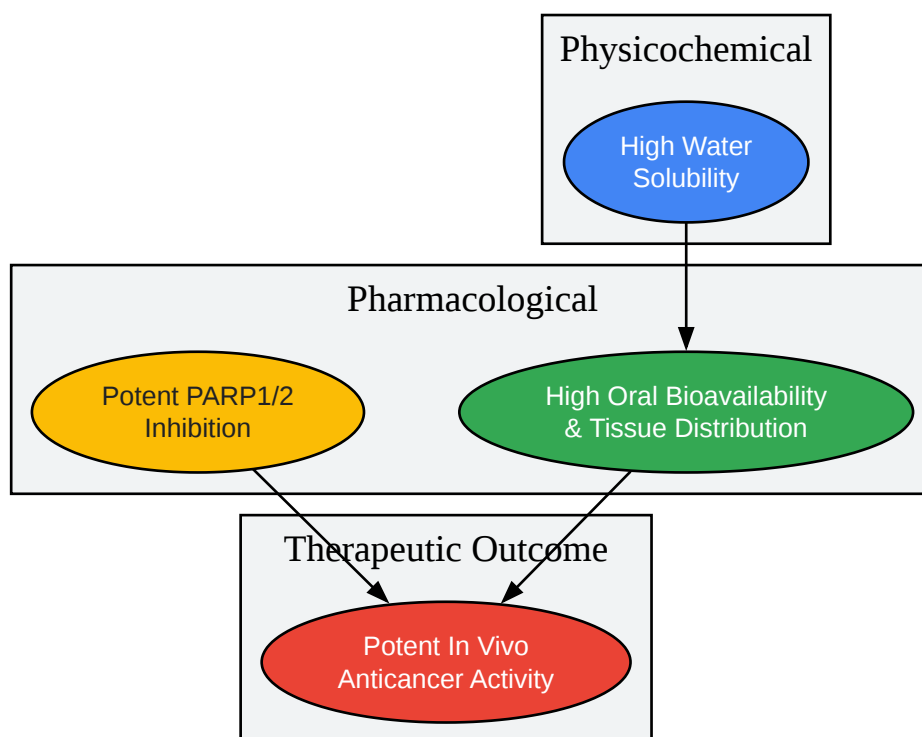 Physicochemical
High Water
Solubility
Pharmacological
Potent PARP1/2
Inhibition
High Oral Bioavailability
& Tissue Distribution
Therapeutic Outcome
Potent In Vivo
Anticancer Activity